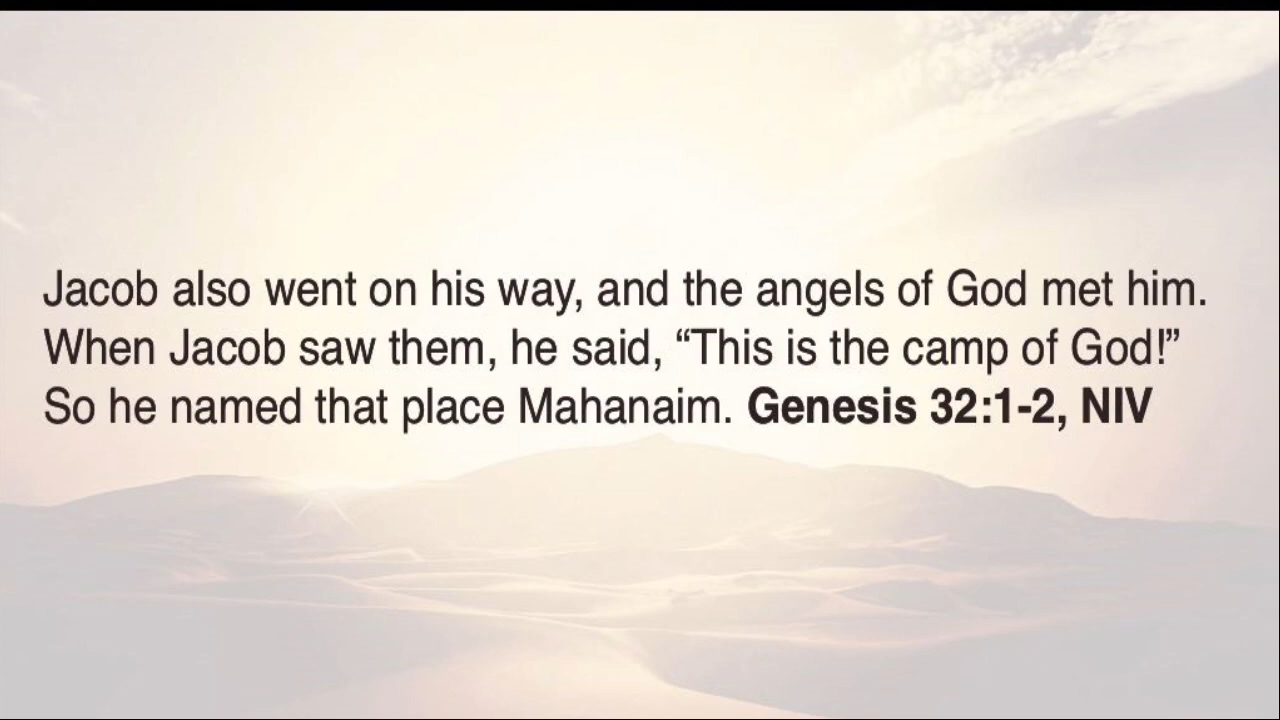 Jacob also went on his way, and the angels of God met him.
When Jacob saw them, he said, “This is the camp of God!”
So he named that place Mahanaim. Genesis 32:1-2, NIV